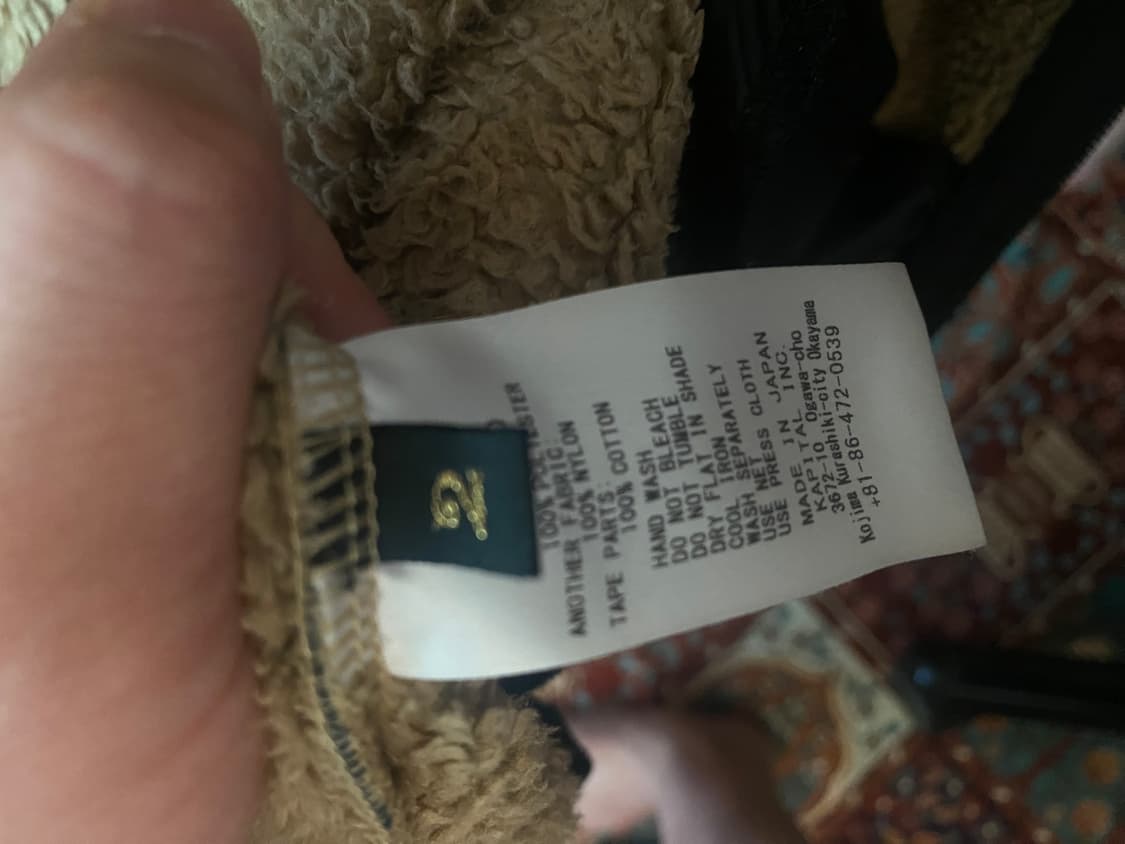 2
100% POLYESTER
ANOTHER FABRIC:
100% NYLON
TAPE PARTS: COTTON
100% COTTON
HAND WASH
DO NOT BLEACH
DO NOT TUMBLE
DRY FLAT IN SHADE
COOL IRON
WASH SEPARATELY
USE NET
USE PRESS CLOTH
MADE IN JAPAN
KAPITAL INC.
3672-10 Ogawa-cho
Kojima Kurashiki-city Okayama
+81-86-472-0539